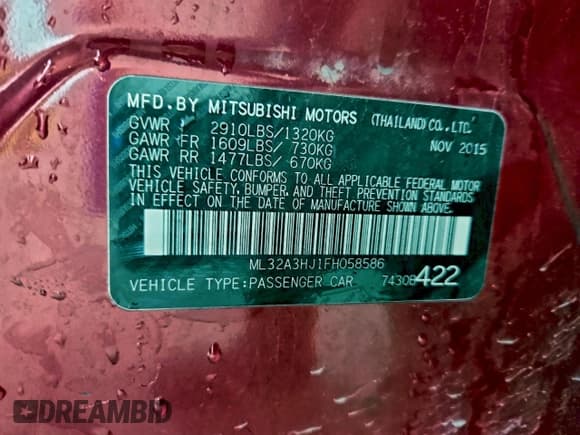 MFD.BY MITSUBISHI MOTORS (THAILAND) CO.,LTD.
GVWR 2910LBS/1320KG NOV 2015
GAWR FR 1609LBS/ 730KG
GAWR RR 1477LBS/ 670KG
THIS VEHICLE CONFORMS TO ALL APPLICABLE FEDERAL MOTOR
VEHICLE SAFETY, BUMPER, AND THEFT PREVENTION STANDARDS
IN EFFECT ON THE DATE OF MANUFACTURE SHOWN ABOVE.
ML32A3HJ1FH058586
VEHICLE TYPE:PASSENGER CAR 7430B422
DREAMBID